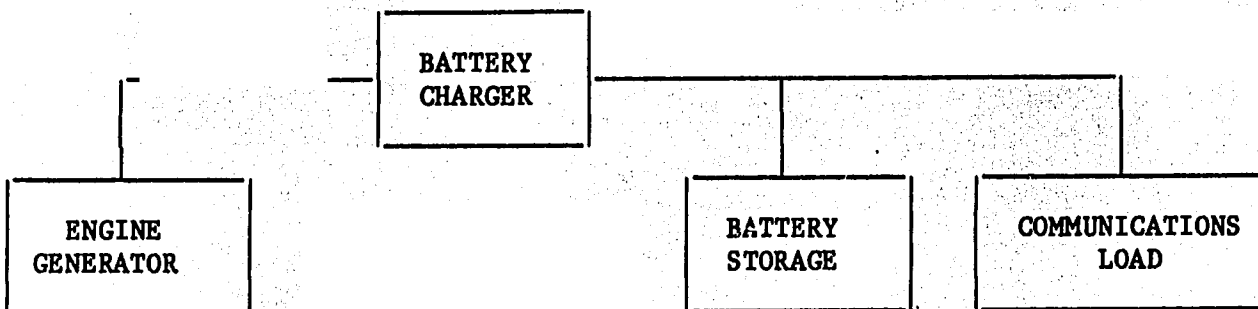 BATTERY
CHARGER
ENGINE
GENERATOR
BATTERY
STORAGE
COMMUNICATIONS
LOAD